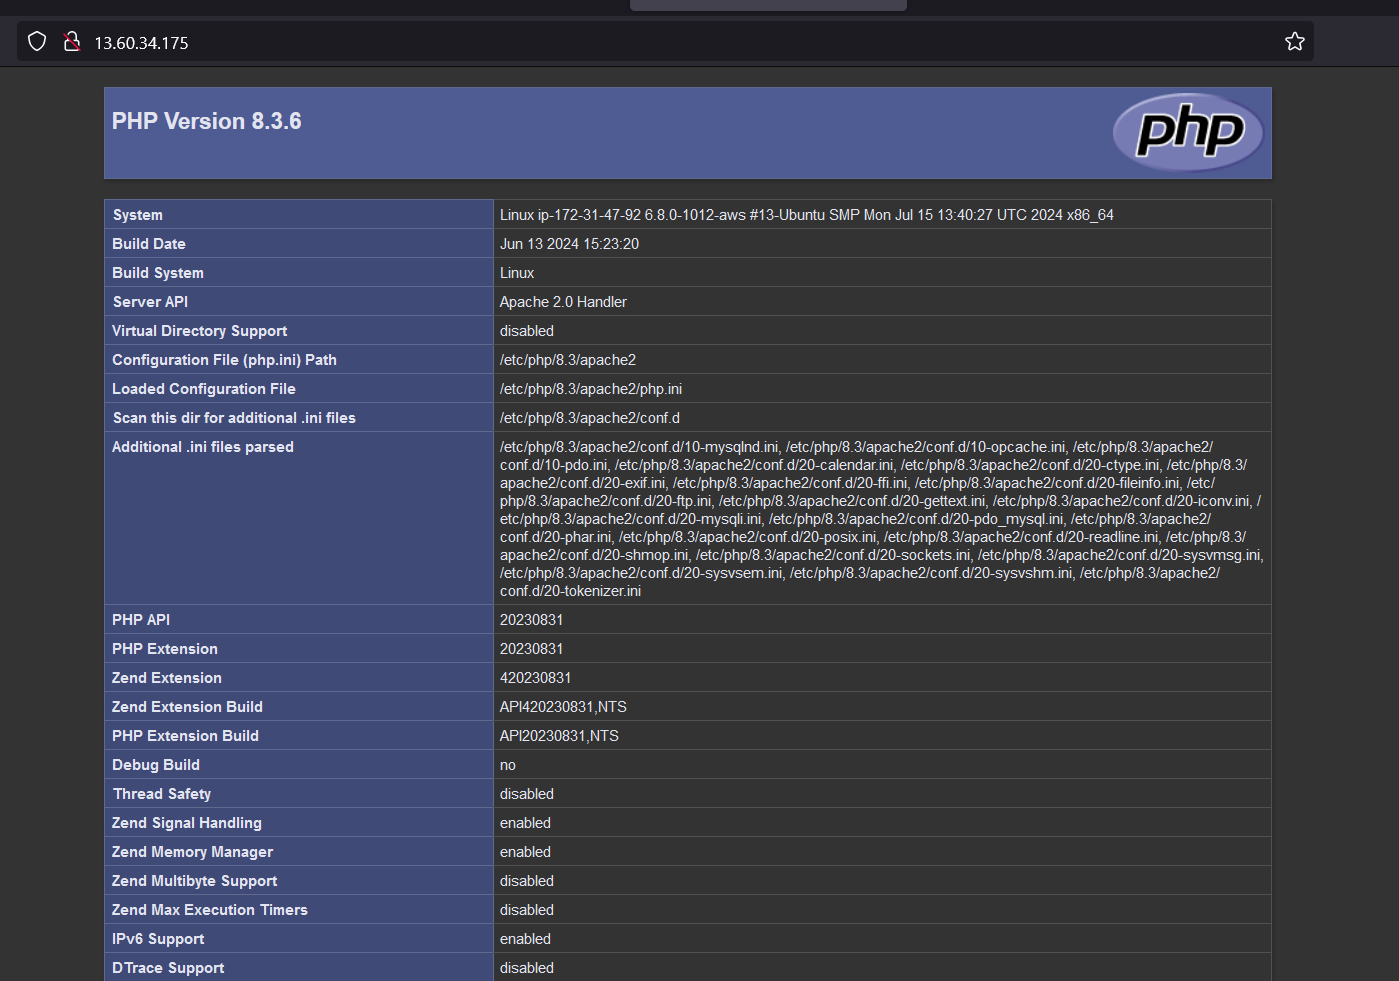 13.60.34.175
PHP Version 8.3.6
php
System Linux ip-172-31-47-92 6.8.0-1012-aws #13-Ubuntu SMP Mon Jul 15 13:40:27 UTC 2024 x86_64
Build Date Jun 13 2024 15:23:20
Build System Linux
Server API Apache 2.0 Handler
Virtual Directory Support disabled
Configuration File (php.ini) Path /etc/php/8.3/apache2
Loaded Configuration File /etc/php/8.3/apache2/php.ini
Scan this dir for additional .ini files /etc/php/8.3/apache2/conf.d
Additional .ini files parsed /etc/php/8.3/apache2/conf.d/10-mysqlnd.ini, /etc/php/8.3/apache2/conf.d/10-opcache.ini, /etc/php/8.3/apache2/
conf.d/10-pdo.ini, /etc/php/8.3/apache2/conf.d/20-calendar.ini, /etc/php/8.3/apache2/conf.d/20-ctype.ini, /etc/php/8.3/
apache2/conf.d/20-exif.ini, /etc/php/8.3/apache2/conf.d/20-ffi.ini, /etc/php/8.3/apache2/conf.d/20-fileinfo.ini, /etc/
php/8.3/apache2/conf.d/20-ftp.ini, /etc/php/8.3/apache2/conf.d/20-gettext.ini, /etc/php/8.3/apache2/conf.d/20-iconv.ini, /
etc/php/8.3/apache2/conf.d/20-mysqli.ini, /etc/php/8.3/apache2/conf.d/20-pdo_mysql.ini, /etc/php/8.3/apache2/
conf.d/20-phar.ini, /etc/php/8.3/apache2/conf.d/20-posix.ini, /etc/php/8.3/apache2/conf.d/20-readline.ini, /etc/php/8.3/
apache2/conf.d/20-shmop.ini, /etc/php/8.3/apache2/conf.d/20-sockets.ini, /etc/php/8.3/apache2/conf.d/20-sysvmsg.ini,
/etc/php/8.3/apache2/conf.d/20-sysvsem.ini, /etc/php/8.3/apache2/conf.d/20-sysvshm.ini, /etc/php/8.3/apache2/
conf.d/20-tokenizer.ini
PHP API 20230831
PHP Extension 20230831
Zend Extension 420230831
Zend Extension Build API420230831,NTS
PHP Extension Build API20230831,NTS
Debug Build no
Thread Safety disabled
Zend Signal Handling enabled
Zend Memory Manager enabled
Zend Multibyte Support disabled
Zend Max Execution Timers disabled
IPv6 Support enabled
DTrace Support disabled